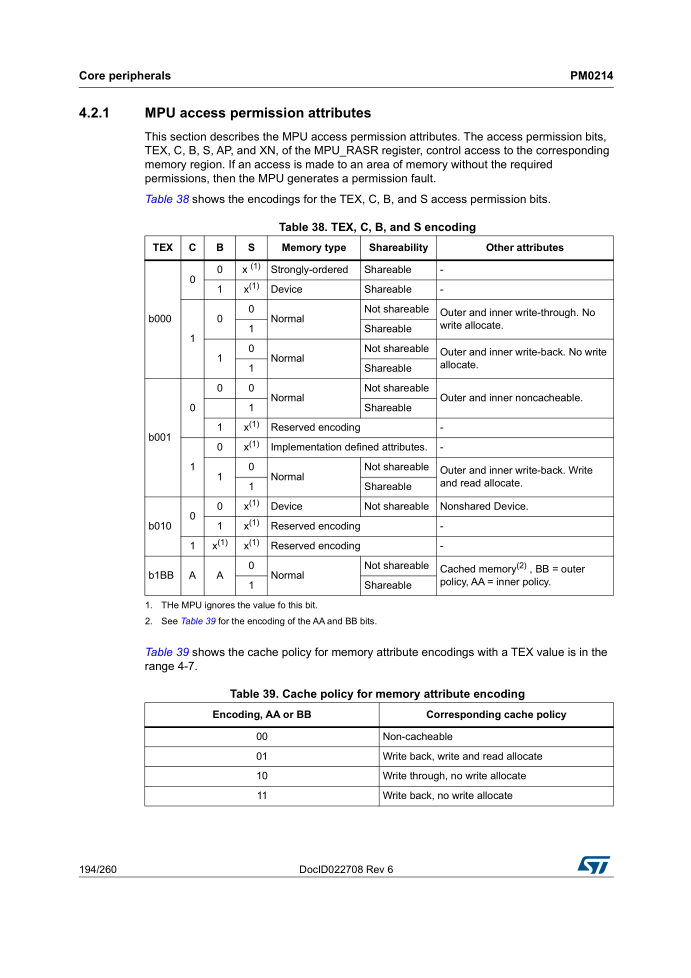 Core peripherals PM0214
4.2.1 MPU access permission attributes
This section describes the MPU access permission attributes. The access permission bits,
TEX, C, B, S, AP, and XN, of the MPU_RASR register, control access to the corresponding
memory region. If an access is made to an area of memory without the required
permissions, then the MPU generates a permission fault.
Table 38 shows the encodings for the TEX, C, B, and S access permission bits.
Table 38. TEX, C, B, and S encoding
TEX C B S Memory type Shareability Other attributes
b000 0 0 x (1) Strongly-ordered Shareable -
1 x(1) Device Shareable -
1 0 0 Normal Not shareable Outer and inner write-through. No
write allocate.
1 Shareable
1 0 Normal Not shareable Outer and inner write-back. No write
allocate.
1 Shareable
b001 0 0 0 Normal Not shareable Outer and inner noncacheable.
1 Shareable
1 x(1) Reserved encoding -
1 0 x(1) Implementation defined attributes. -
1 0 Normal Not shareable Outer and inner write-back. Write
and read allocate.
1 Shareable
b010 0 0 x(1) Device Not shareable Nonshared Device.
1 x(1) Reserved encoding -
1 x(1) x(1) Reserved encoding -
b1BB A A 0 Normal Not shareable Cached memory(2) , BB = outer
policy, AA = inner policy.
1 Shareable
1. THe MPU ignores the value fo this bit.
2. See Table 39 for the encoding of the AA and BB bits.
Table 39 shows the cache policy for memory attribute encodings with a TEX value is in the
range 4-7.
Table 39. Cache policy for memory attribute encoding
Encoding, AA or BB Corresponding cache policy
00 Non-cacheable
01 Write back, write and read allocate
10 Write through, no write allocate
11 Write back, no write allocate
194/260 DocID022708 Rev 6 ST